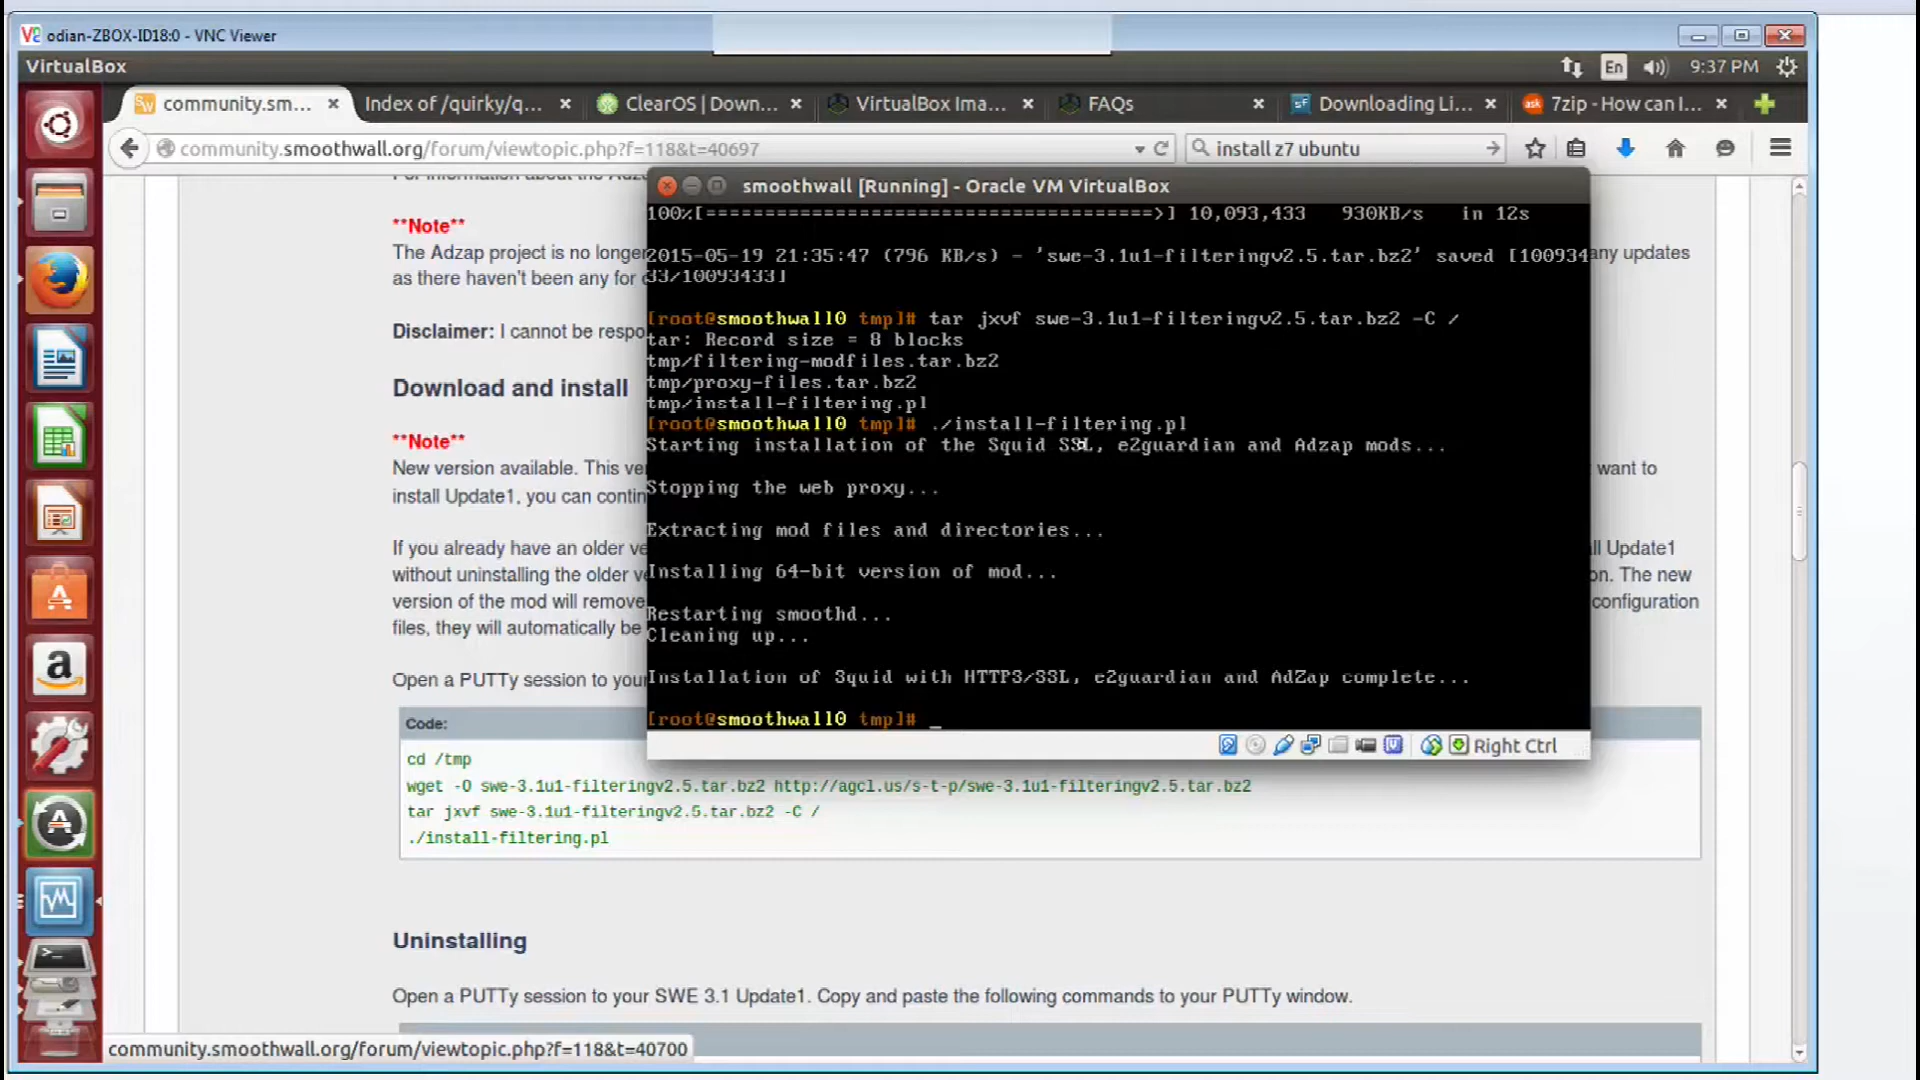 odian-ZBOX-ID18:0 - VNC Viewer
VirtualBox
En
9:37 PM
community.sm...
Index of /quirky/q...
ClearOS | Down...
VirtualBox Ima...
FAQs
Downloading Li...
7zip - How can I...
community.smoothwall.org/forum/viewtopic.php?f=118&t=40697
install z7 ubuntu
**Note**
The Adzap project is no longe
any updates
as there haven't been any for
Disclaimer: I cannot be respo
Download and install
**Note**
New version available. This ve
want to
install Update1, you can contin
If you already have an older ve
ll Update1
without uninstalling the older v
on. The new
version of the mod will remove
configuration
files, they will automatically be
Open a PUTTy session to your
Code:
cd /tmp
wget -O swe-3.1u1-filteringv2.5.tar.bz2 http://agcl.us/s-t-p/swe-3.1u1-filteringv2.5.tar.bz2
tar jxvf swe-3.1u1-filteringv2.5.tar.bz2 -C /
./install-filtering.pl
Uninstalling
Open a PUTTy session to your SWE 3.1 Update1. Copy and paste the following commands to your PUTTy window.
community.smoothwall.org/forum/viewtopic.php?f=118&t=40700
smoothwall [Running] - Oracle VM VirtualBox
100%[======================================>] 10,093,433 930KB/s in 12s
2015-05-19 21:35:47 (796 KB/s) - 'swe-3.1u1-filteringv2.5.tar.bz2' saved [100934
33/10093433]
[root@smoothwall0 tmp]# tar jxvf swe-3.1u1-filteringv2.5.tar.bz2 -C /
tar: Record size = 8 blocks
tmp/filtering-modfiles.tar.bz2
tmp/proxy-files.tar.bz2
tmp/install-filtering.pl
[root@smoothwall0 tmp]# ./install-filtering.pl
Starting installation of the Squid SSL, e2guardian and Adzap mods...
Stopping the web proxy...
Extracting mod files and directories...
Installing 64-bit version of mod...
Restarting smoothd...
Cleaning up...
Installation of Squid with HTTPS/SSL, e2guardian and AdZap complete...
[root@smoothwall0 tmp]# _
Right Ctrl